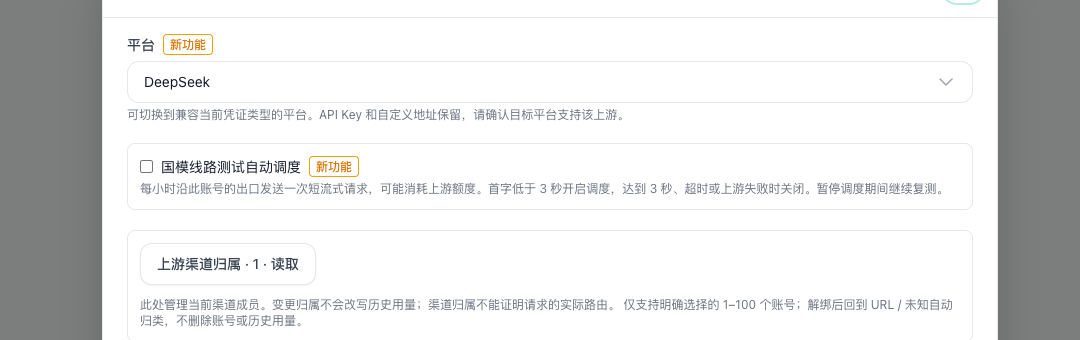 平台 新功能
DeepSeek
可切换到兼容当前凭证类型的平台。API Key 和自定义地址保留，请确认目标平台支持该上游。
国模线路测试自动调度 新功能
每小时沿此账号的出口发送一次短流式请求，可能消耗上游额度。首字低于 3 秒开启调度，达到 3 秒、超时或上游失败时关闭。暂停调度期间继续复测。
上游渠道归属 · 1 · 读取
此处管理当前渠道成员。变更归属不会改写历史用量；渠道归属不能证明请求的实际路由。 仅支持明确选择的 1–100 个账号；解绑后回到 URL / 未知自动
归类，不删除账号或历史用量。